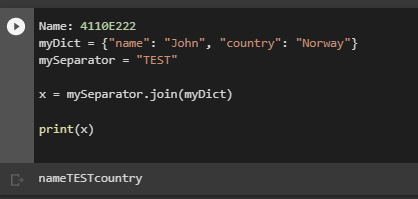 Name: 4110E222
myDict = {"name": "John", "country": "Norway"}
mySeparator = "TEST"
x = mySeparator.join(myDict)
print(x)
nameTESTcountry